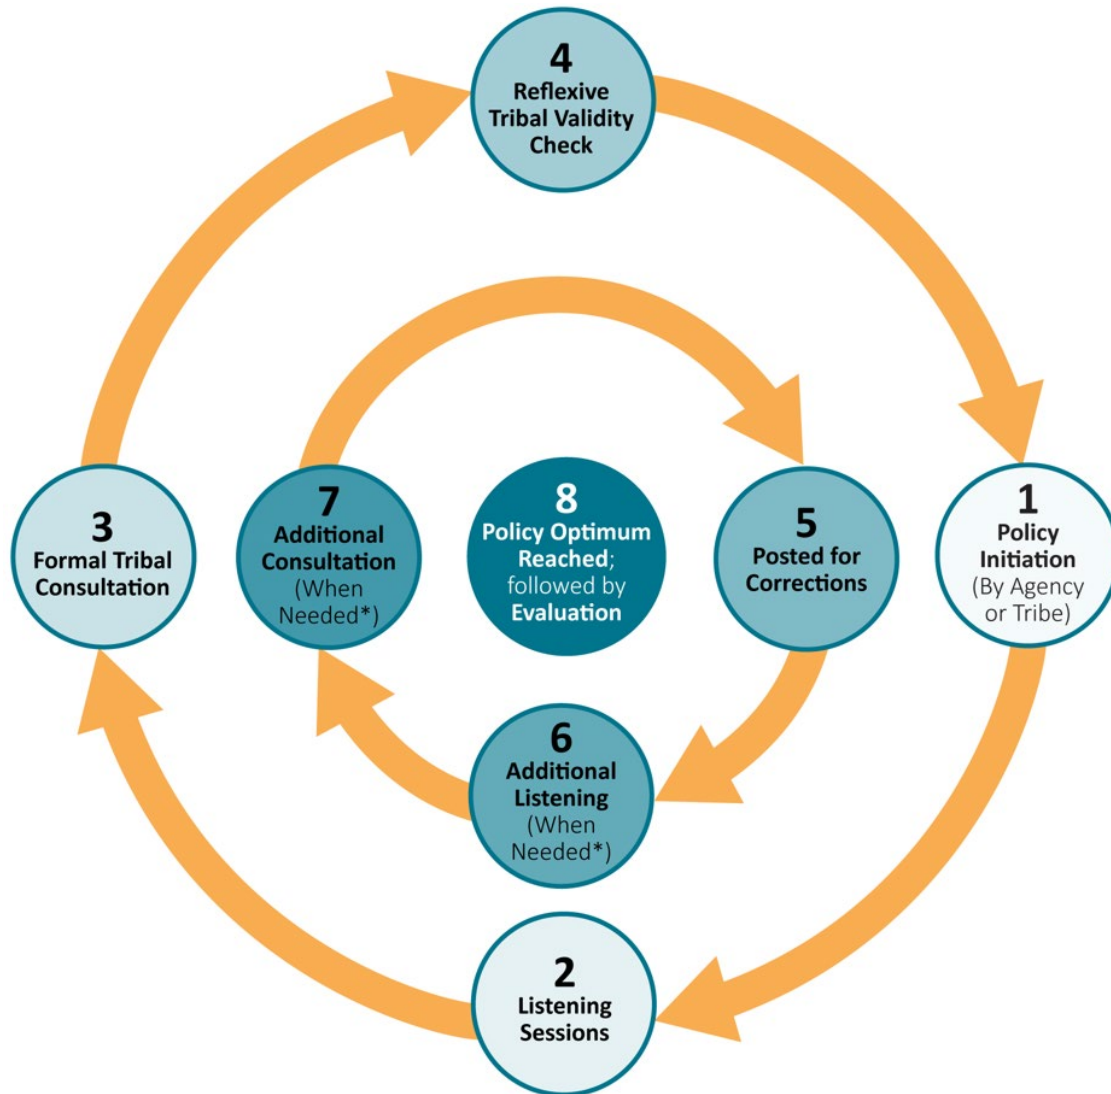 4
Reflexive
Tribal Validity
Check
3
Formal Tribal
Consultation
7
Additional
Consultation
(When
Needed*)
8
Policy Optimum
Reached;
followed by
Evaluation
5
Posted for
Corrections
1
Policy
Initiation
(By Agency
or Tribe)
6
Additional
Listening
(When
Needed*)
2
Listening
Sessions